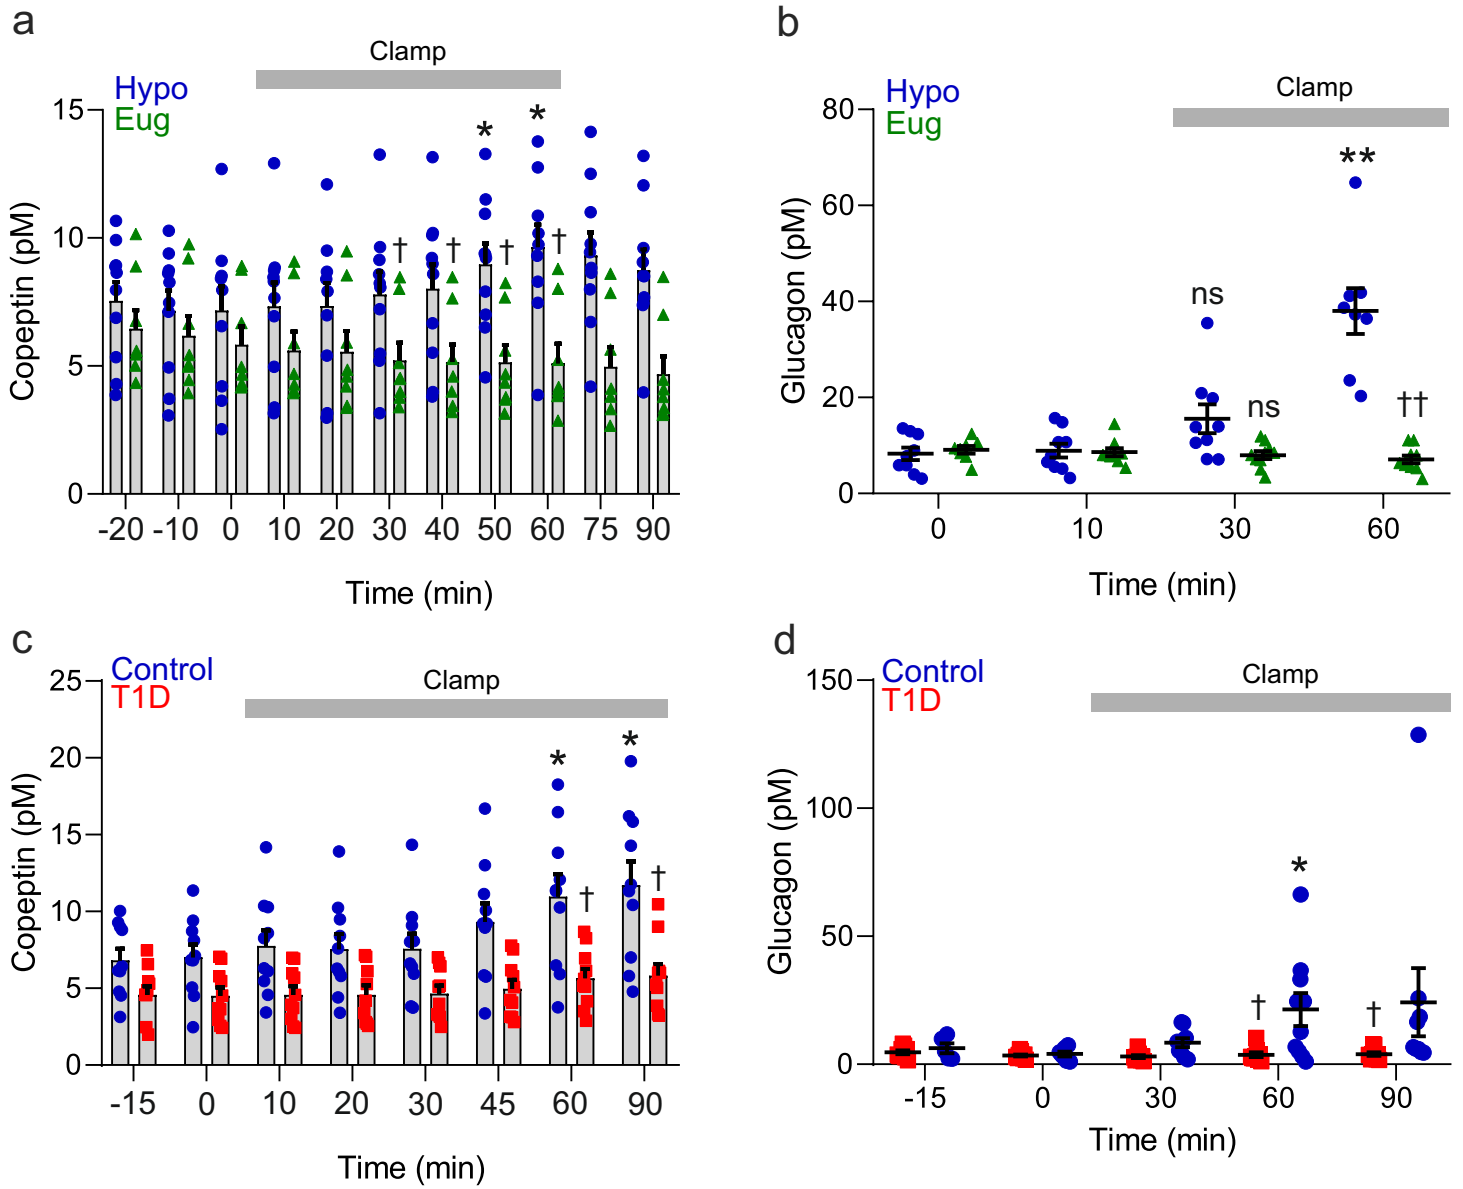 a
Clamp
Hypo
Eug
Copeptin (pM)
15
10
5
0
* *
† † † †
-20 -10 0 10 20 30 40 50 60 75 90
Time (min)
b
Clamp
Hypo
Eug
Glucagon (pM)
80
60
40
20
0
ns
**
ns
††
0 10 30 60
Time (min)
c
Clamp
Control
T1D
Copeptin (pM)
25
20
15
10
5
0
* *
† †
-15 0 10 20 30 45 60 90
Time (min)
d
Clamp
Control
T1D
Glucagon (pM)
150
100
50
0
*
† †
-15 0 30 60 90
Time (min)